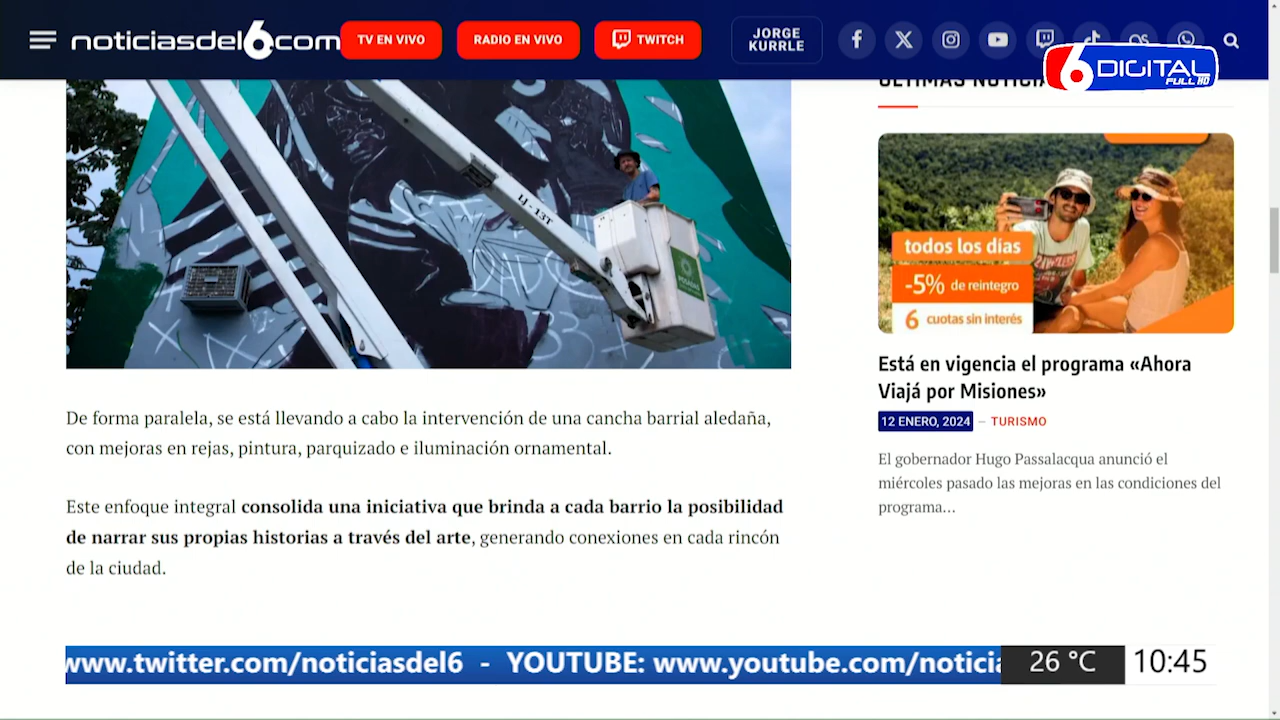 noticiasdel6.com
TV EN VIVO
RADIO EN VIVO
TWITCH
JORGE
KURRLE
6 DIGITAL
FULL HD
LJ - 13T
POSADAS
todos los días
-5% de reintegro
6 cuotas sin interés
Está en vigencia el programa «Ahora
Viajá por Misiones»
12 ENERO, 2024 – TURISMO
El gobernador Hugo Passalacqua anunció el
miércoles pasado las mejoras en las condiciones del
programa...
De forma paralela, se está llevando a cabo la intervención de una cancha barrial aledaña,
con mejoras en rejas, pintura, parquizado e iluminación ornamental.
Este enfoque integral consolida una iniciativa que brinda a cada barrio la posibilidad
de narrar sus propias historias a través del arte, generando conexiones en cada rincón
de la ciudad.
www.twitter.com/noticiasdel6 - YOUTUBE: www.youtube.com/noticia
26 °C
10:45